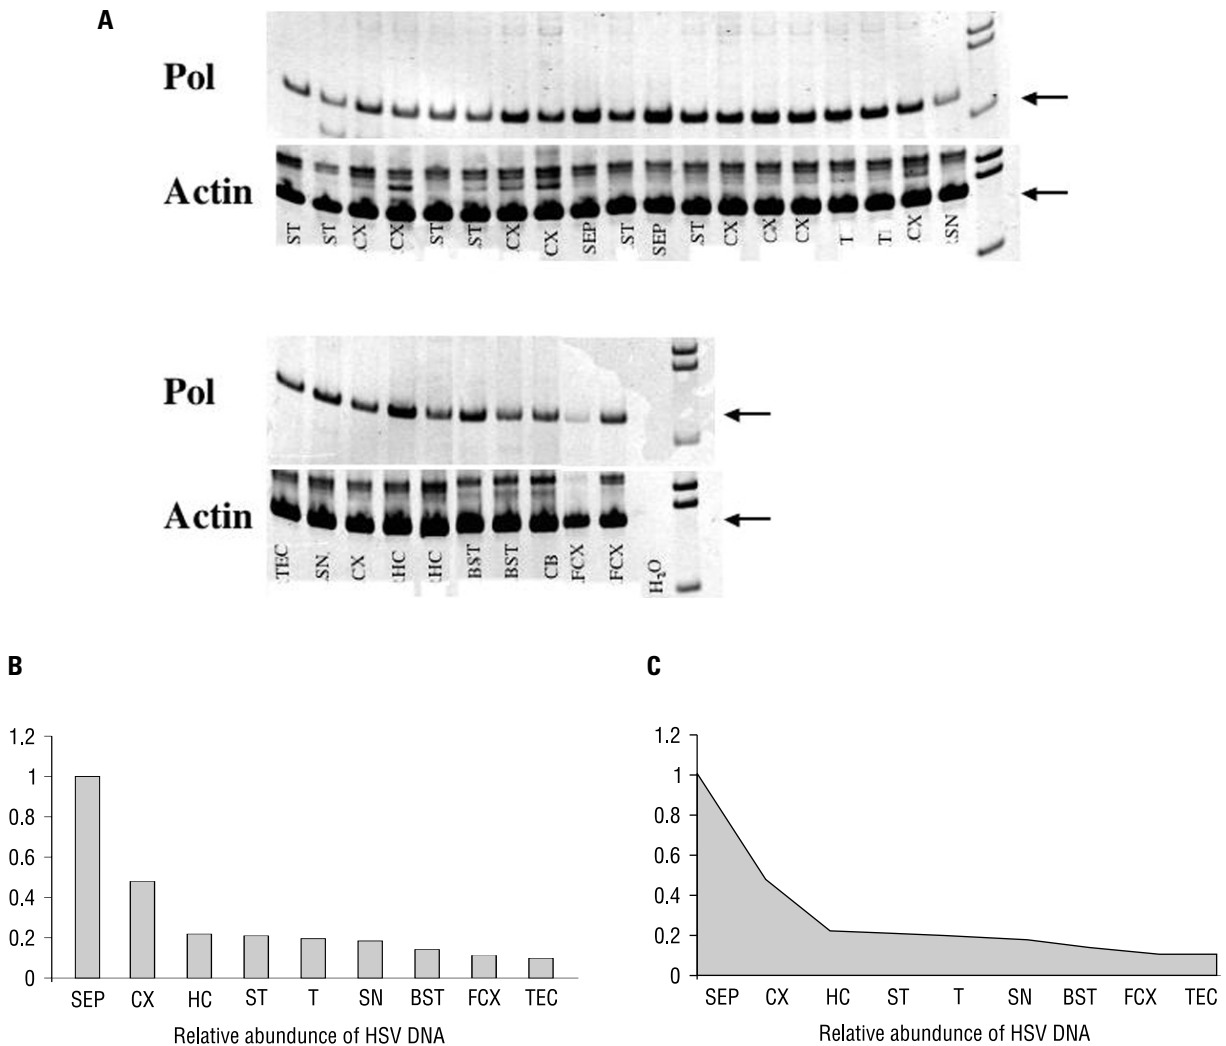 A
Pol
Actin
ST .ST .CX .CX .ST .ST .CX .CX SEP .ST SEP .ST CX CX CX T T .CX .SN
Pol
Actin
TEC .SN CX HC HC BST BST CB .FCX FCX H₂O
B
C
1.2
1
0.8
0.6
0.4
0.2
0
SEP CX HC ST T SN BST FCX TEC
Relative abundance of HSV DNA
1.2
1
0.8
0.6
0.4
0.2
0
SEP CX HC ST T SN BST FCX TEC
Relative abundance of HSV DNA